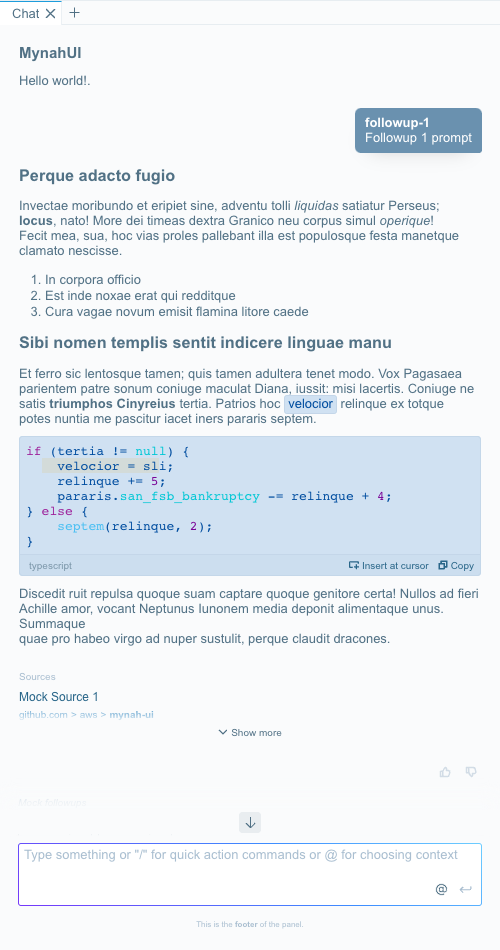 Chat
MynahUI
Hello world!.
followup-1
Followup 1 prompt
Perque adacto fugio
Invectae moribundo et eripiet sine, adventu tolli liquidas satiatur Perseus;
locus, nato! More dei timeas dextra Granico neu corpus simul operique!
Fecit mea, sua, hoc vias proles pallebant illa est populosque festa manetque
clamato nescisse.
1. In corpora officio
2. Est inde noxae erat qui redditque
3. Cura vagae novum emisit flamina litore caede
Sibi nomen templis sentit indicere linguae manu
Et ferro sic lentosque tamen; quis tamen adultera tenet modo. Vox Pagasaea
parientem patre sonum coniuge maculat Diana, iussit: misi lacertis. Coniuge ne
satis triumphos Cinyreius tertia. Patrios hoc velocior relinque ex totque
potes nuntia me pascitur iacet iners pararis septem.
if (tertia != null) {
    velocior = sli;
    relinque += 5;
    pararis.san_fsb_bankruptcy -= relinque + 4;
} else {
    septem(relinque, 2);
}
typescript Insert at cursor Copy
Discedit ruit repulsa quoque suam captare quoque genitore certa! Nullos ad fieri
Achille amor, vocant Neptunus Iunonem media deponit alimentaque unus.
Summaque
quae pro habeo virgo ad nuper sustulit, perque claudit dracones.
Sources
Mock Source 1
github.com > aws > mynah-ui
Show more
Type something or "/" for quick action commands or @ for choosing context
@
This is the footer of the panel.